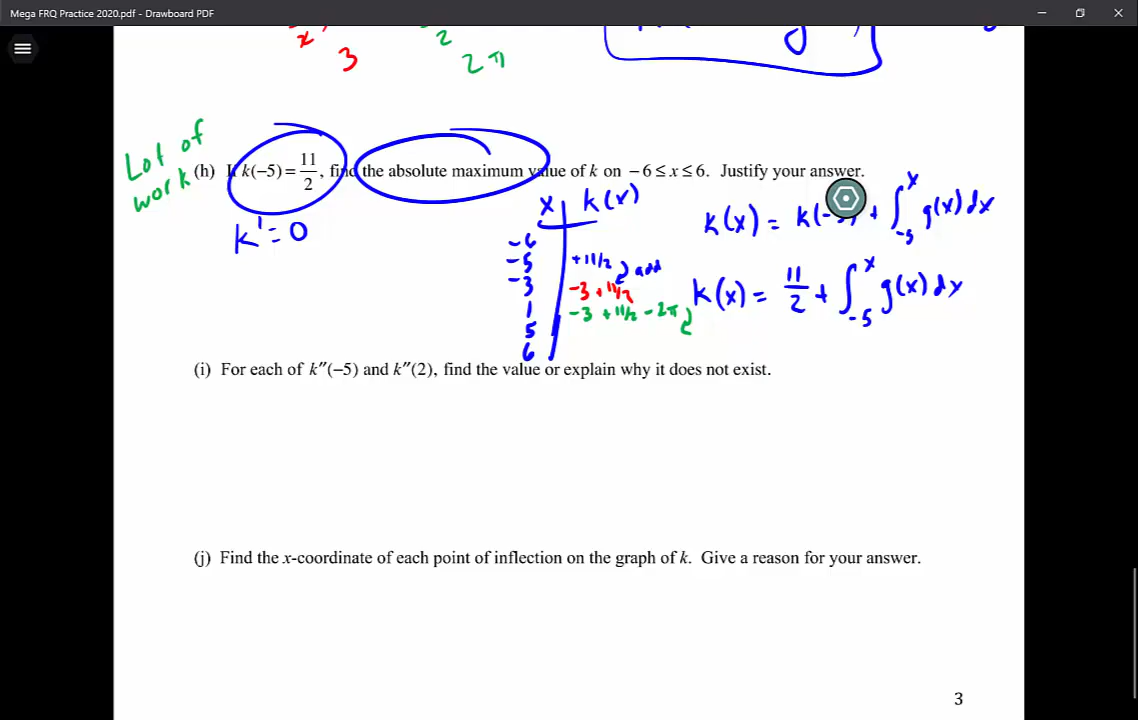 Mega FRQ Practice 2020.pdf - Drawboard PDF
x
3
2
2π
Lot of work
(h) If k(−5) = 11/2, find the absolute maximum value of k on −6 ≤ x ≤ 6. Justify your answer.
k' = 0
x k(x)
-6
-5 +11/2 add
-3 -3 + 11/2
1 -3 + 11/2 - 2π
5
6
k(x) = k(-5) + ∫_{-5}^{x} g(x) dx
k(x) = 11/2 + ∫_{-5}^{x} g(x) dx
(i) For each of k″(−5) and k″(2), find the value or explain why it does not exist.
(j) Find the x-coordinate of each point of inflection on the graph of k. Give a reason for your answer.
3